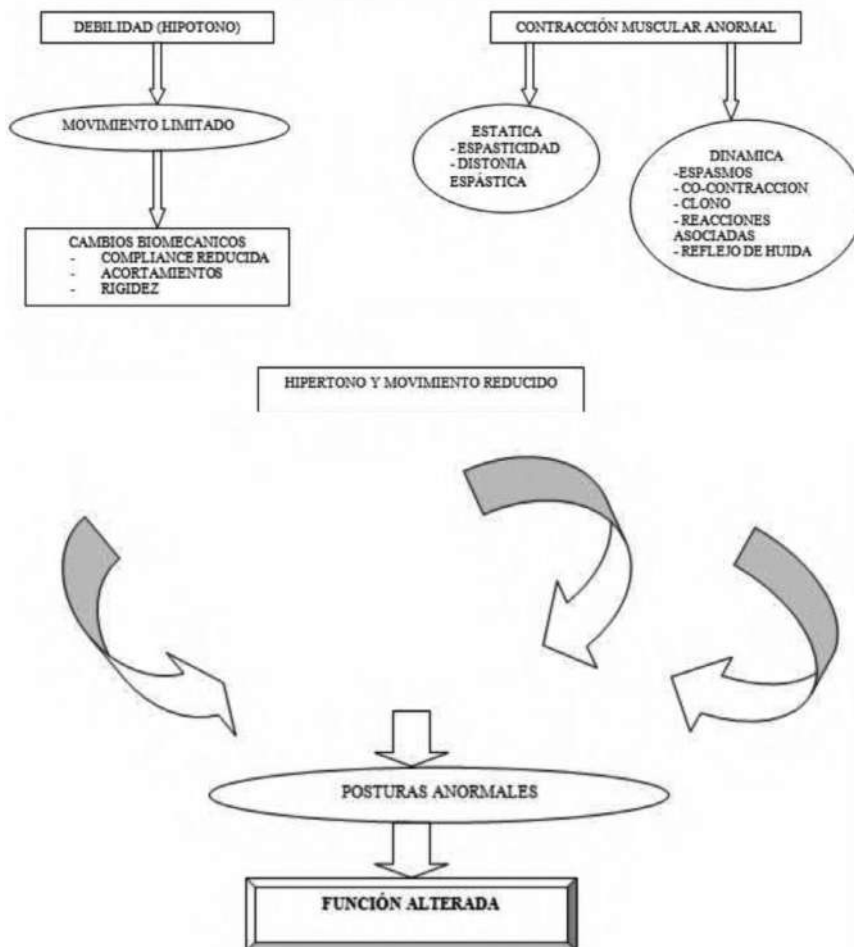 DEBILIDAD (HIPOTONO)
MOVIMIENTO LIMITADO
CAMBIOS BIOMECANICOS
- COMPLIANCE REDUCIDA
- ACORTAMIENTOS
- RIGIDEZ
CONTRACCIÓN MUSCULAR ANORMAL
ESTATICA
- ESPASTICIDAD
- DISTONIA
ESPÁSTICA
DINAMICA
-ESPASMOS
- CO-CONTRACCION
- CLONO
- REACCIONES
ASOCIADAS
- REFLEJO DE HUIDA
HIPERTONO Y MOVIMIENTO REDUCIDO
POSTURAS ANORMALES
FUNCIÓN ALTERADA